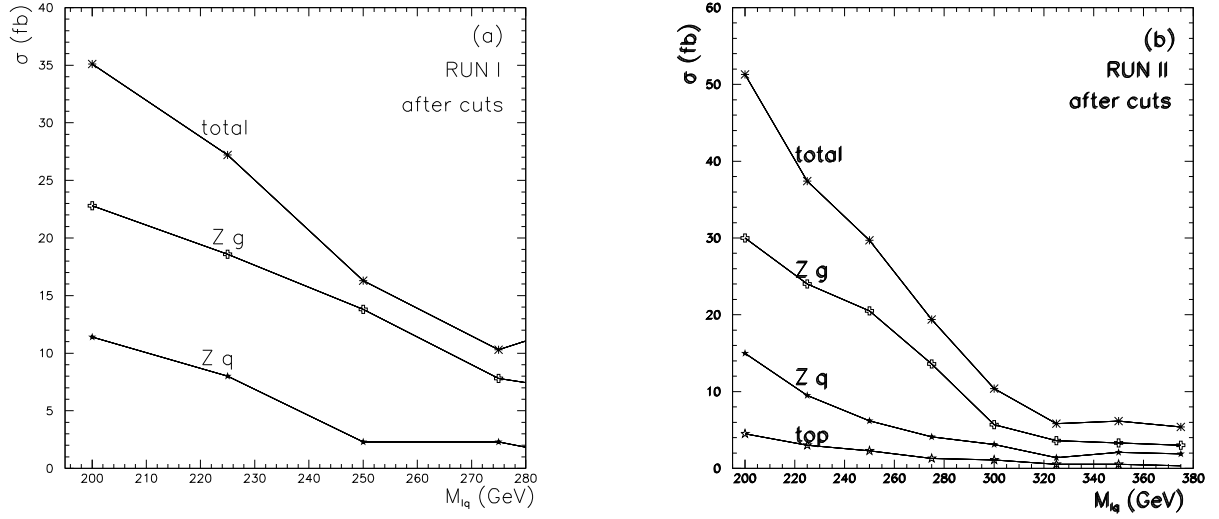 σ (fb)
40
35
30
25
20
15
10
5
0
(a)
RUN I
after cuts
total
Z g
Z q
200
210
220
230
240
250
260
270
280
M_lq (GeV)
σ (fb)
60
50
40
30
20
10
0
(b)
RUN II
after cuts
total
Z g
Z q
top
200
220
240
260
280
300
320
340
360
380
M_lq (GeV)